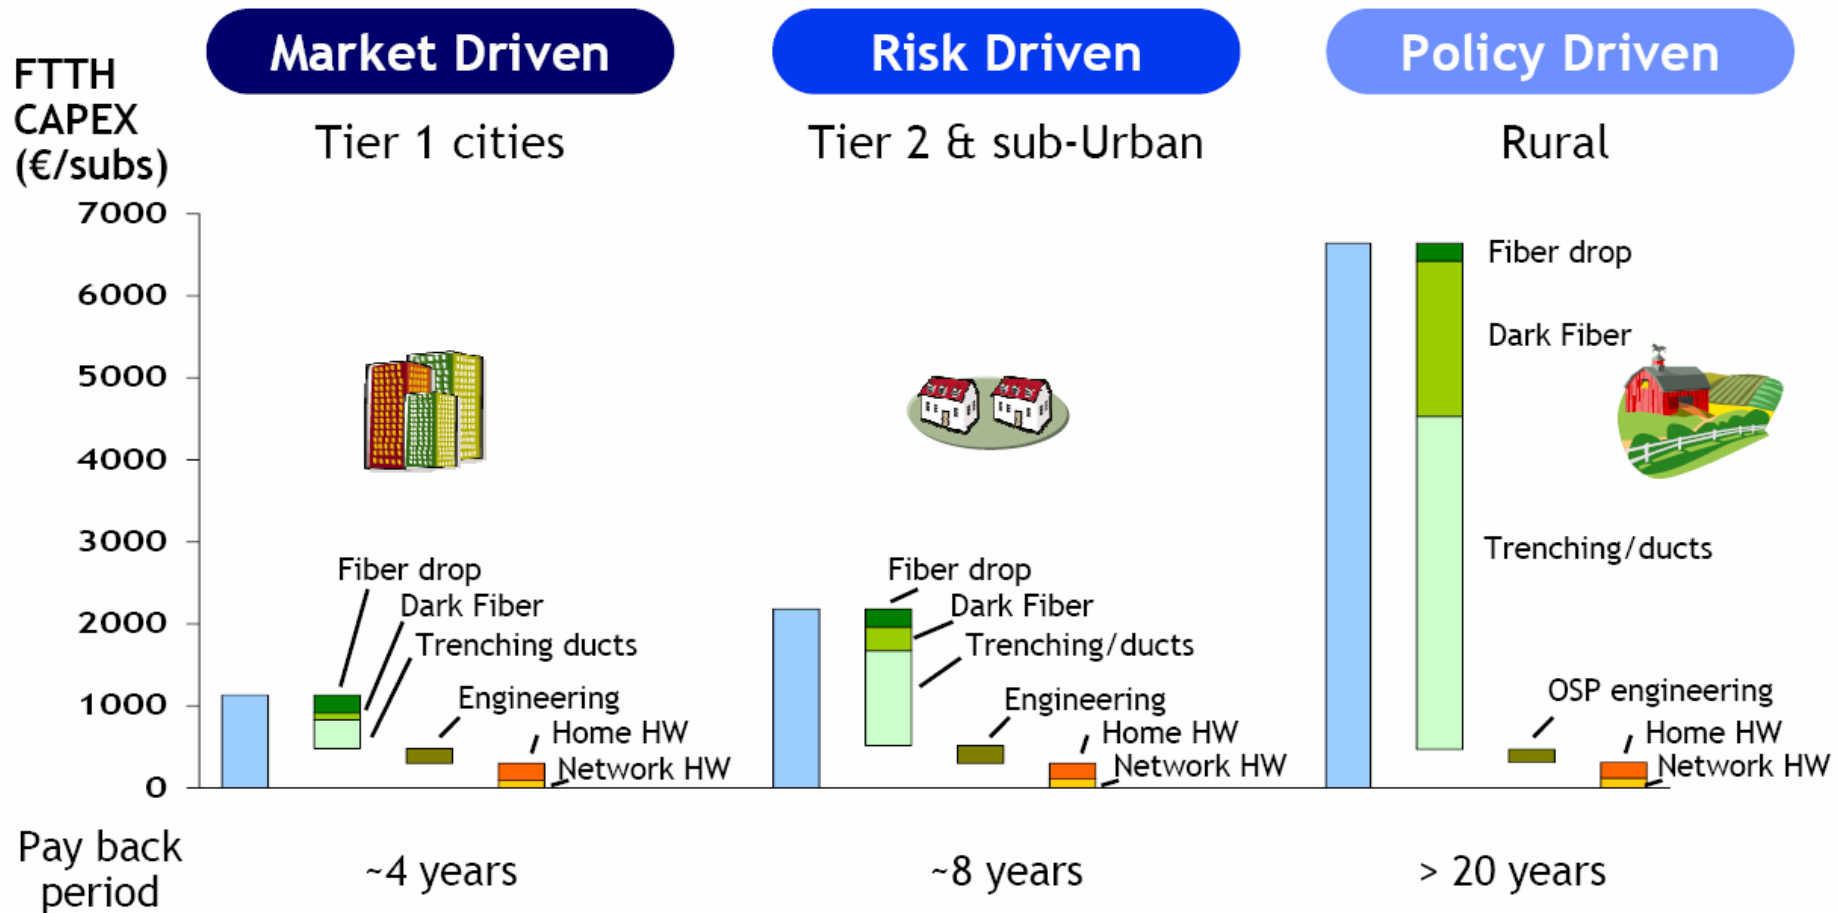 Market Driven
Risk Driven
Policy Driven
FTTH
CAPEX
(€/subs)
Tier 1 cities
Tier 2 & sub-Urban
Rural
7000
6000
5000
4000
3000
2000
1000
0
Fiber drop
Dark Fiber
Trenching ducts
Engineering
Home HW
Network HW
Fiber drop
Dark Fiber
Trenching/ducts
Engineering
Home HW
Network HW
Fiber drop
Dark Fiber
Trenching/ducts
OSP engineering
Home HW
Network HW
Pay back
period
~4 years
~8 years
> 20 years